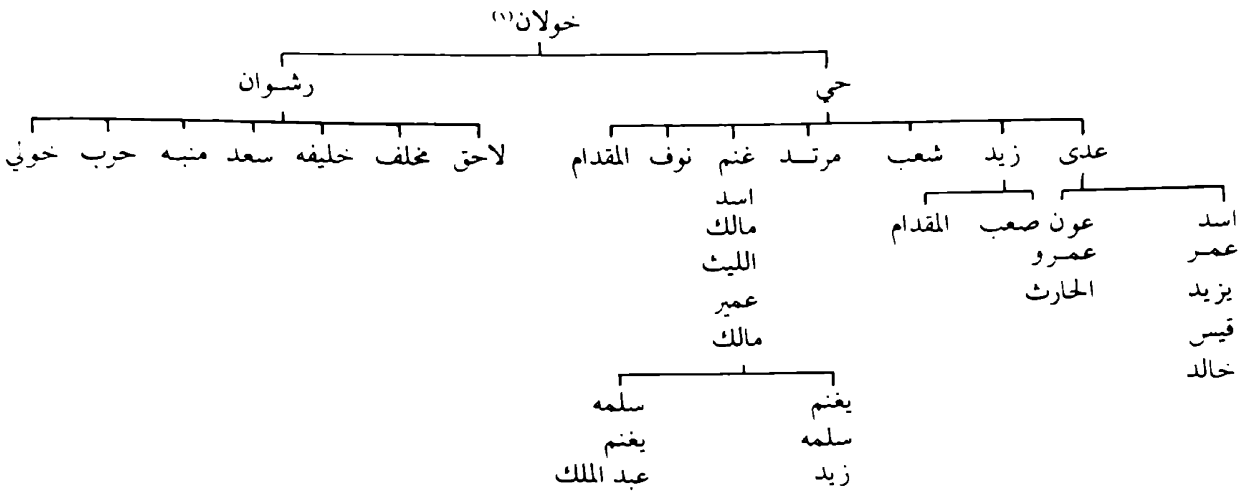 خولان(١)
حي رشوان
عدى زيد شعب مرتد غنم نوف المقدام لاحق مخلف خليفه سعد منبه حرب خولي
اسد عون صعب المقدام اسد
عمر عمرو مالك
يزيد الحارث الليث
قيس عمير
خالد مالك
يغنم سلمه
سلمه يغنم
زيد عبد الملك